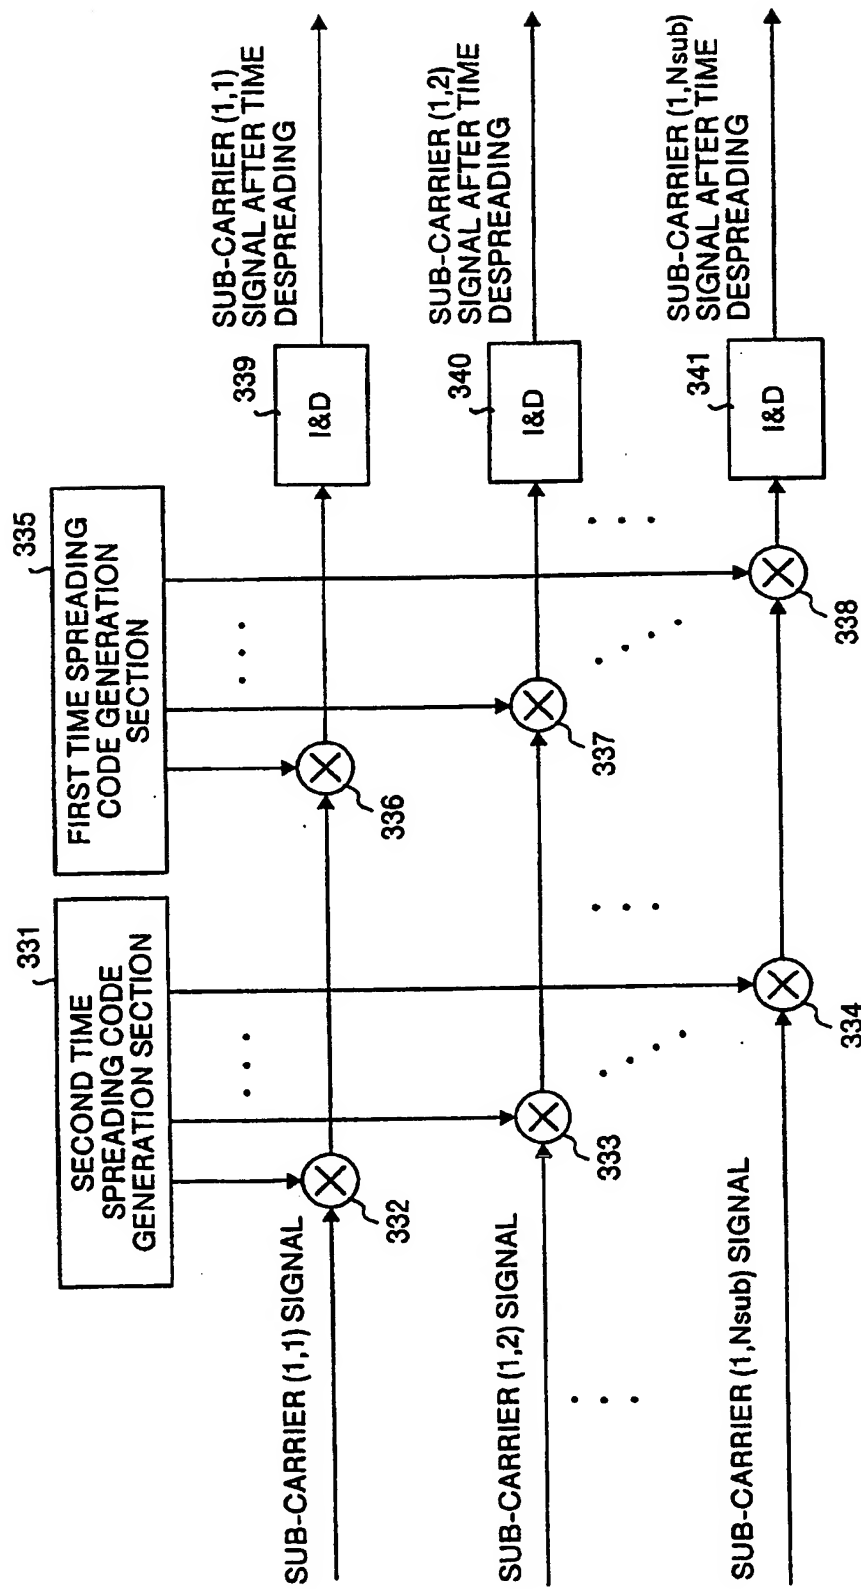 331
SECOND TIME
SPREADING CODE
GENERATION SECTION
335
FIRST TIME SPREADING
CODE GENERATION
SECTION
SUB-CARRIER (1,1) SIGNAL
332
336
339
I&D
SUB-CARRIER (1,1)
SIGNAL AFTER TIME
DESPREADING
SUB-CARRIER (1,2) SIGNAL
333
337
340
I&D
SUB-CARRIER (1,2)
SIGNAL AFTER TIME
DESPREADING
SUB-CARRIER (1,Nsub) SIGNAL
334
338
341
I&D
SUB-CARRIER (1,Nsub)
SIGNAL AFTER TIME
DESPREADING